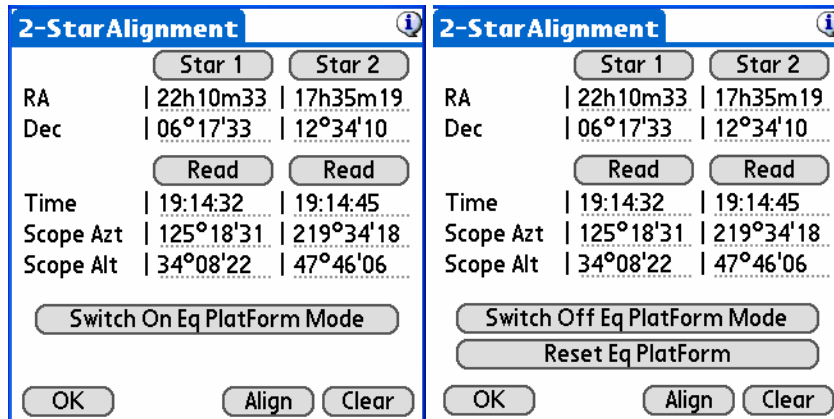 2-StarAlignment
Star 1 Star 2
RA 22h10m33 17h35m19
Dec 06°17'33 12°34'10
Read Read
Time 19:14:32 19:14:45
Scope Azt 125°18'31 219°34'18
Scope Alt 34°08'22 47°46'06
Switch On Eq PlatForm Mode
OK Align Clear
2-StarAlignment
Star 1 Star 2
RA 22h10m33 17h35m19
Dec 06°17'33 12°34'10
Read Read
Time 19:14:32 19:14:45
Scope Azt 125°18'31 219°34'18
Scope Alt 34°08'22 47°46'06
Switch Off Eq PlatForm Mode
Reset Eq PlatForm
OK Align Clear